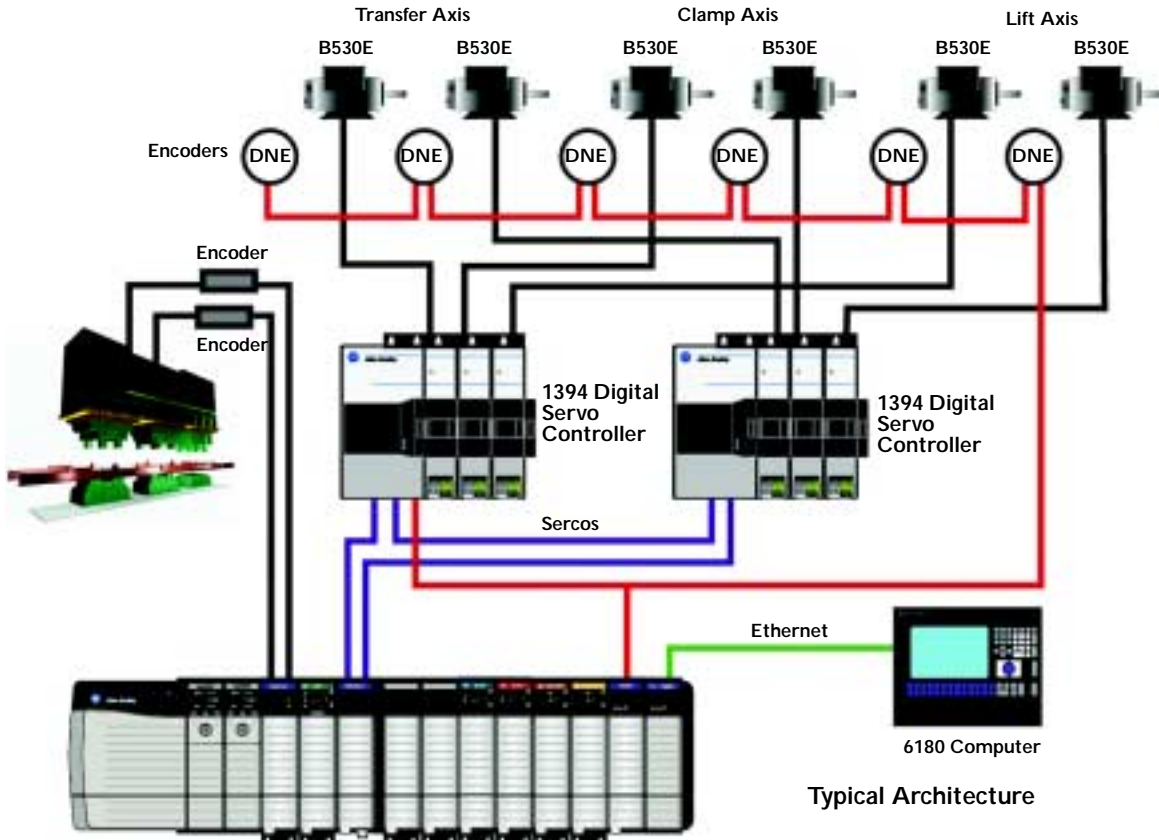 Transfer Axis
Clamp Axis
Lift Axis
B530E
B530E
B530E
B530E
B530E
B530E
Encoders
DNE
DNE
DNE
DNE
DNE
DNE
Encoder
Encoder
1394 Digital
Servo
Controller
1394 Digital
Servo
Controller
Sercos
Ethernet
6180 Computer
Typical Architecture